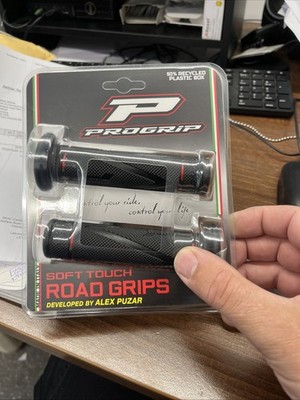 90% RECYCLED
PLASTIC BOX
PROGRIP
control your ride,
control your life
SOFT TOUCH
ROAD GRIPS
DEVELOPED BY ALEX PUZAR